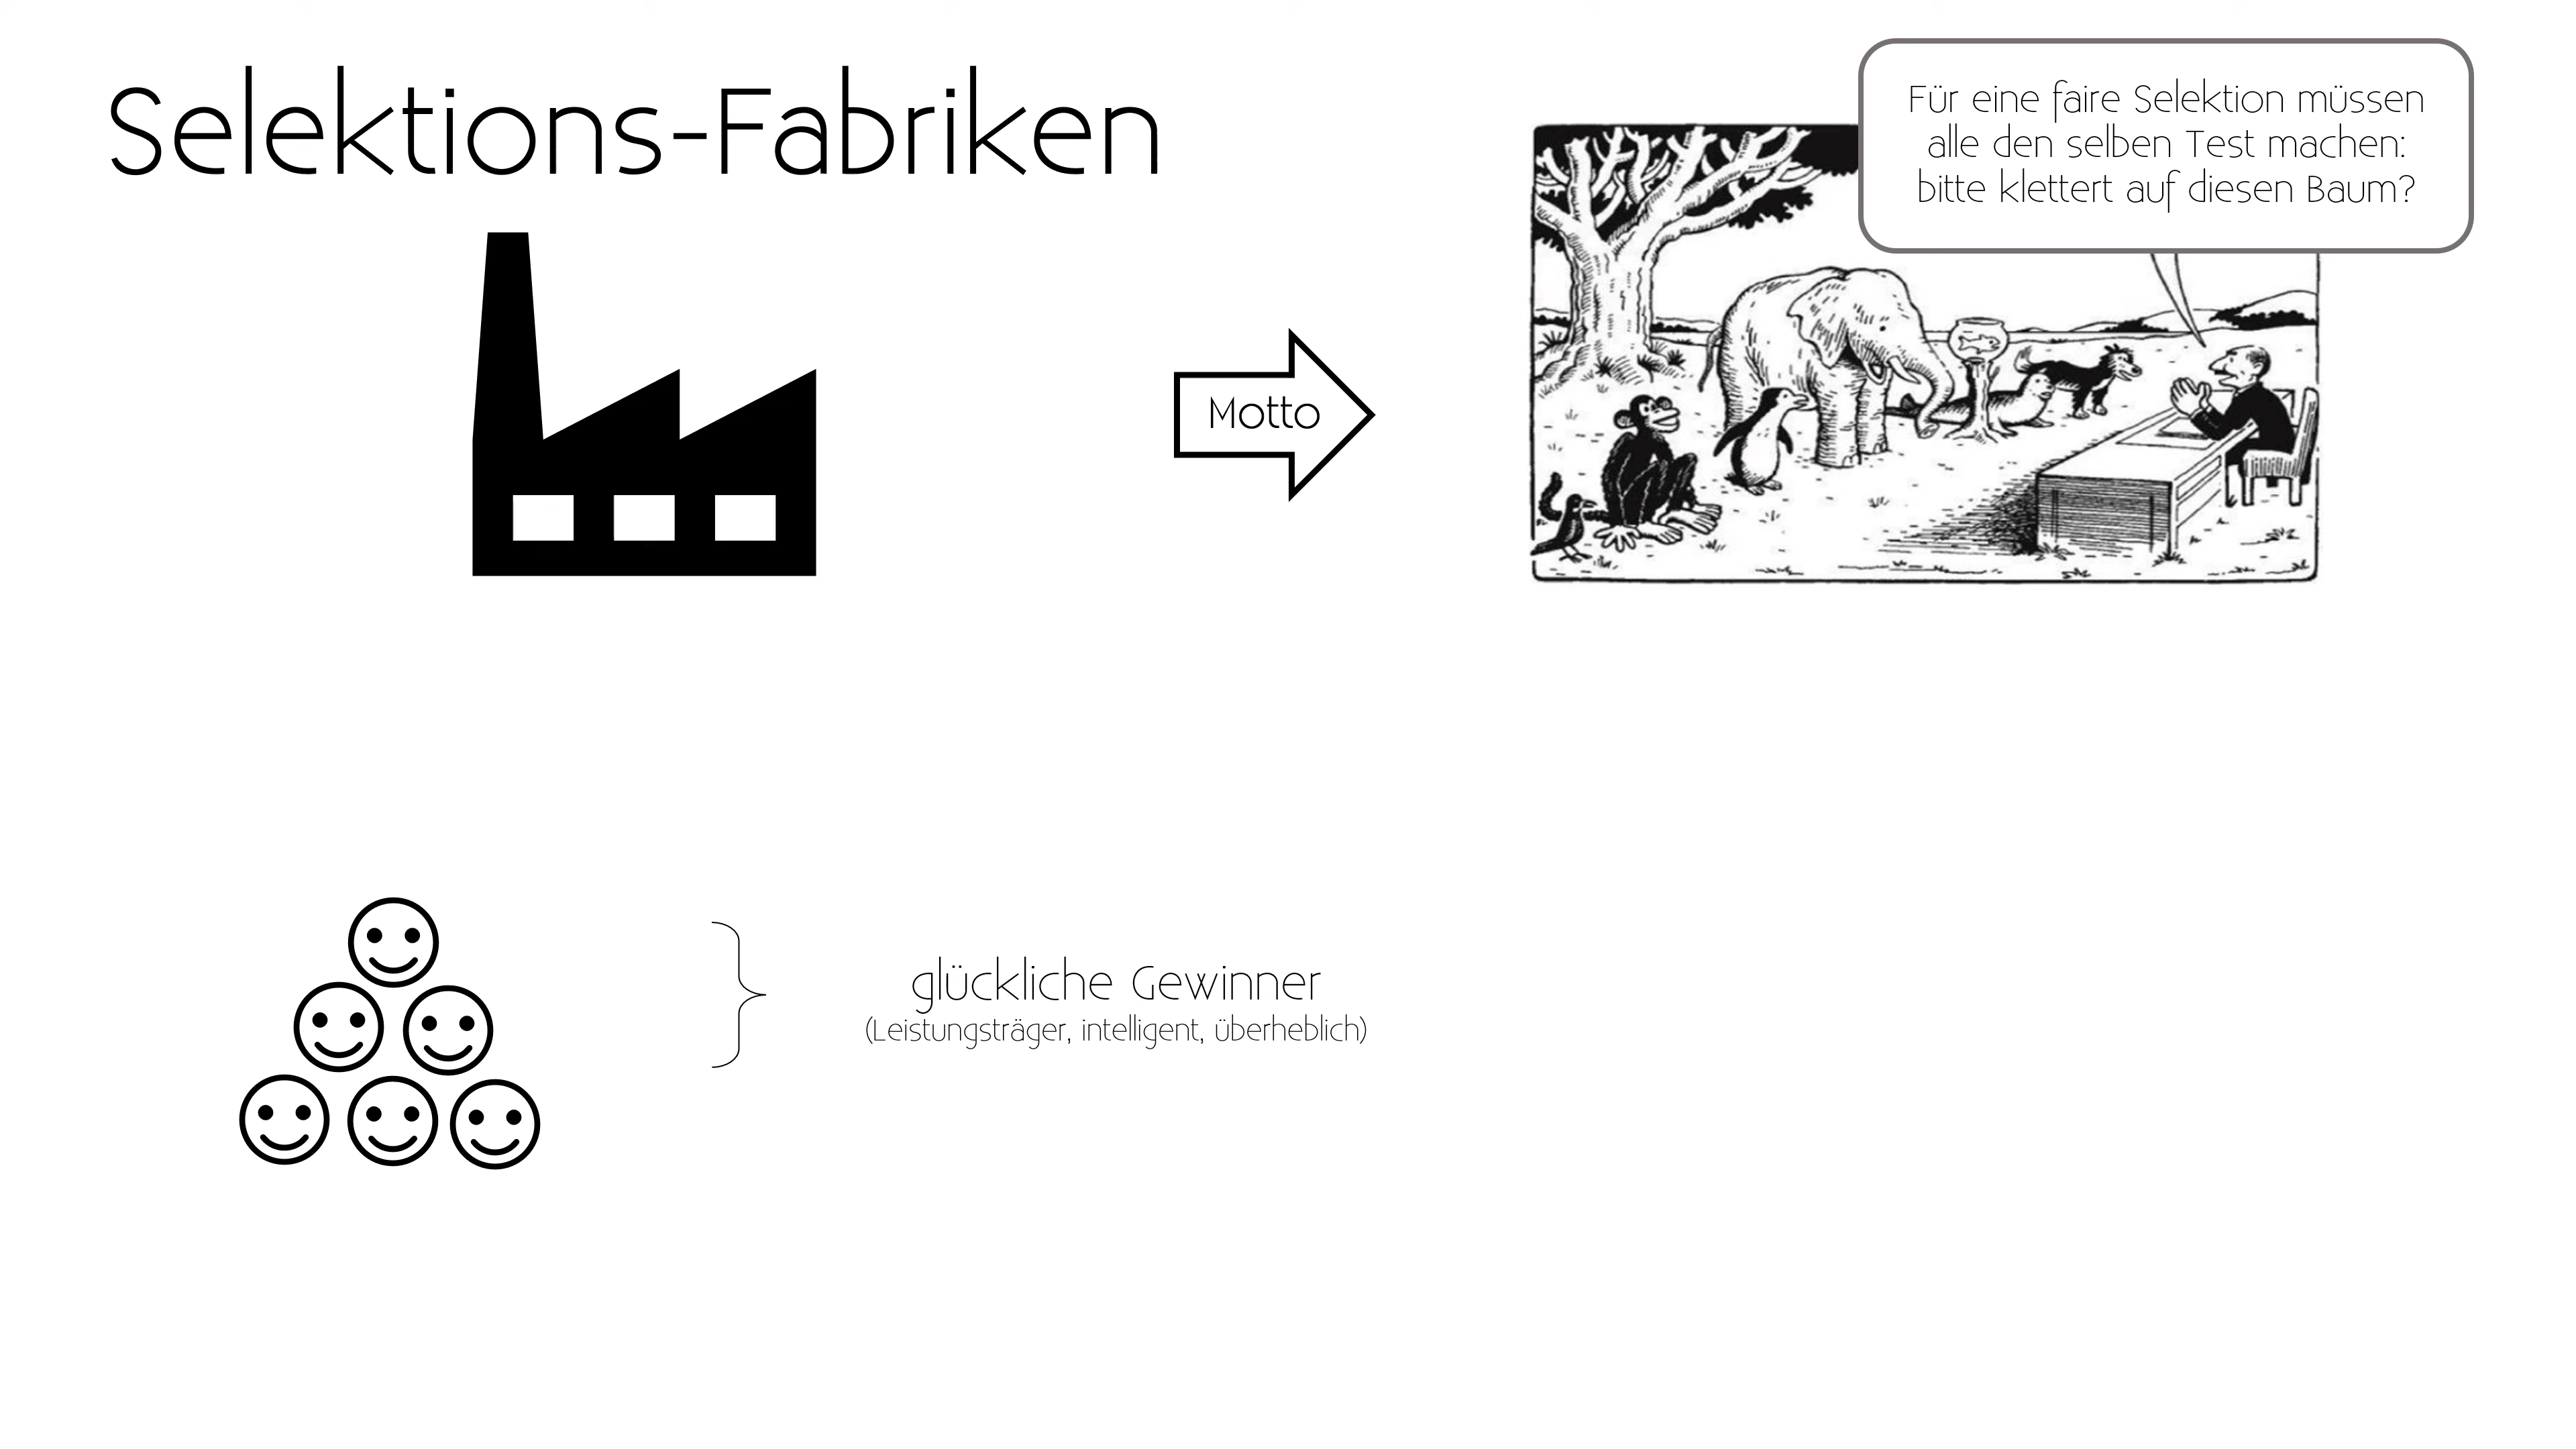 Selektions-Fabriken
Für eine faire Selektion müssen
alle den selben Test machen:
bitte klettert auf diesen Baum?
Motto
glückliche Gewinner
(Leistungsträger, intelligent, überheblich)